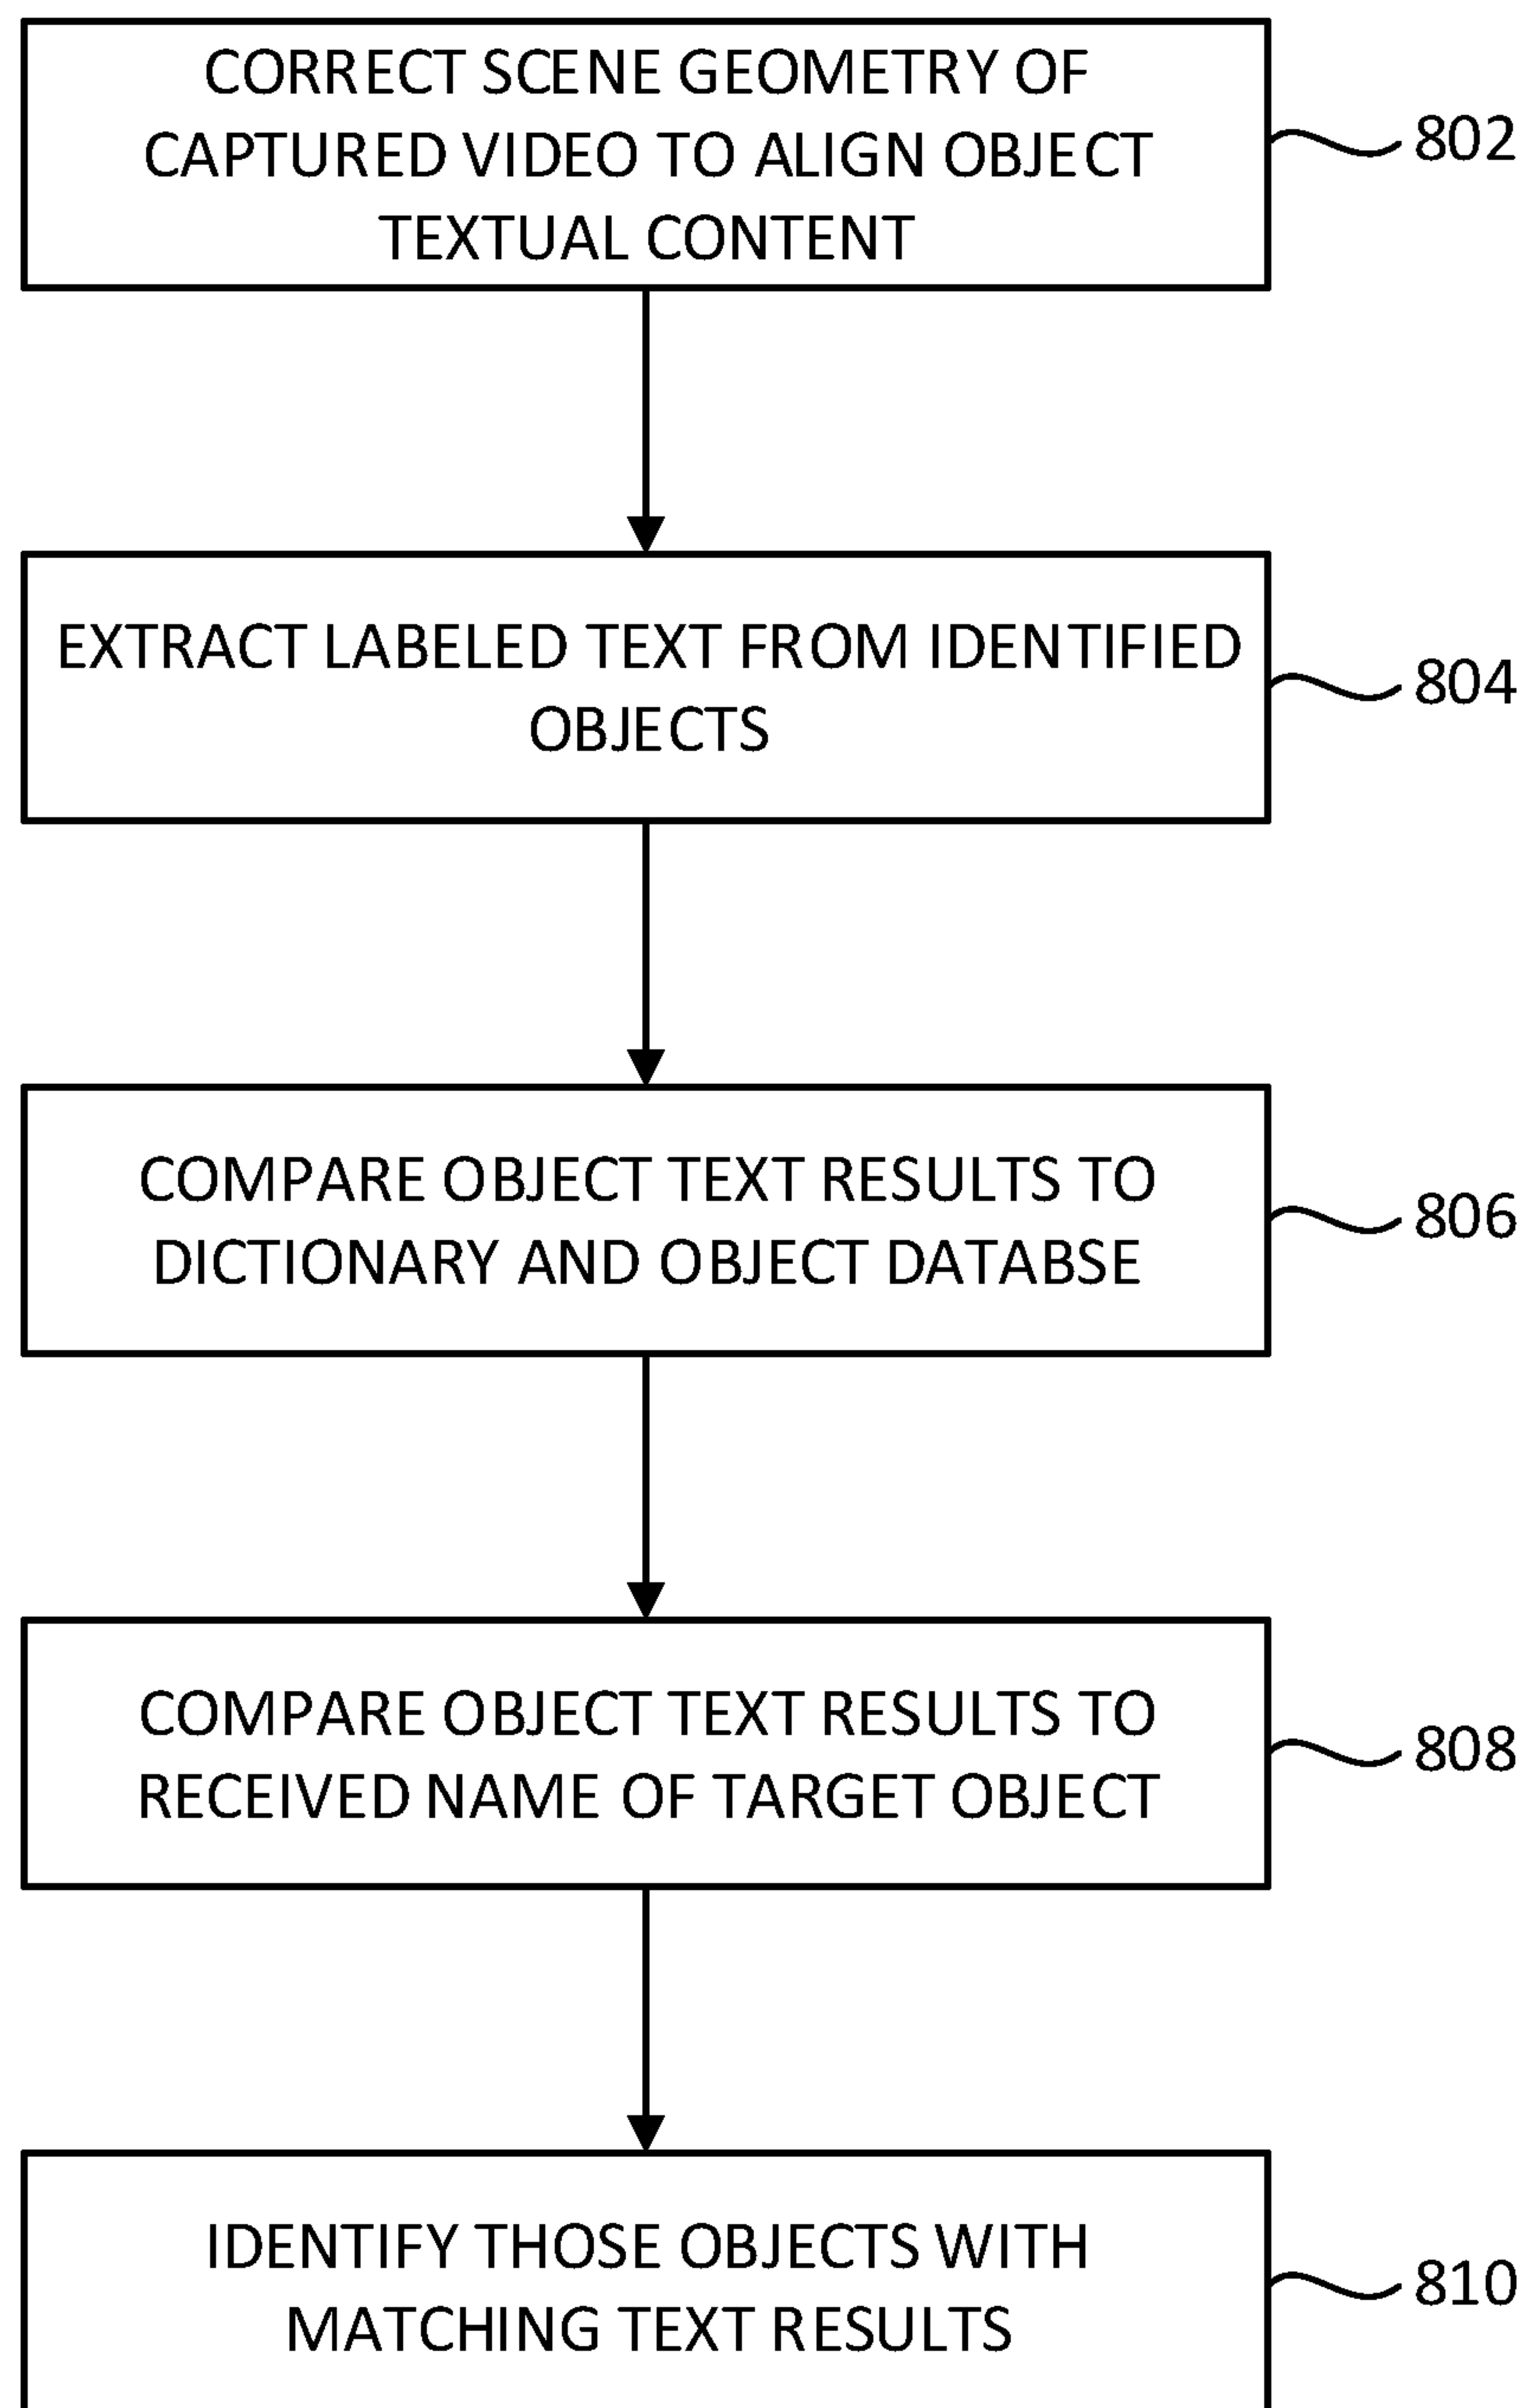 CORRECT SCENE GEOMETRY OF
CAPTURED VIDEO TO ALIGN OBJECT
TEXTUAL CONTENT
802
EXTRACT LABELED TEXT FROM IDENTIFIED
OBJECTS
804
COMPARE OBJECT TEXT RESULTS TO
DICTIONARY AND OBJECT DATABSE
806
COMPARE OBJECT TEXT RESULTS TO
RECEIVED NAME OF TARGET OBJECT
808
IDENTIFY THOSE OBJECTS WITH
MATCHING TEXT RESULTS
810